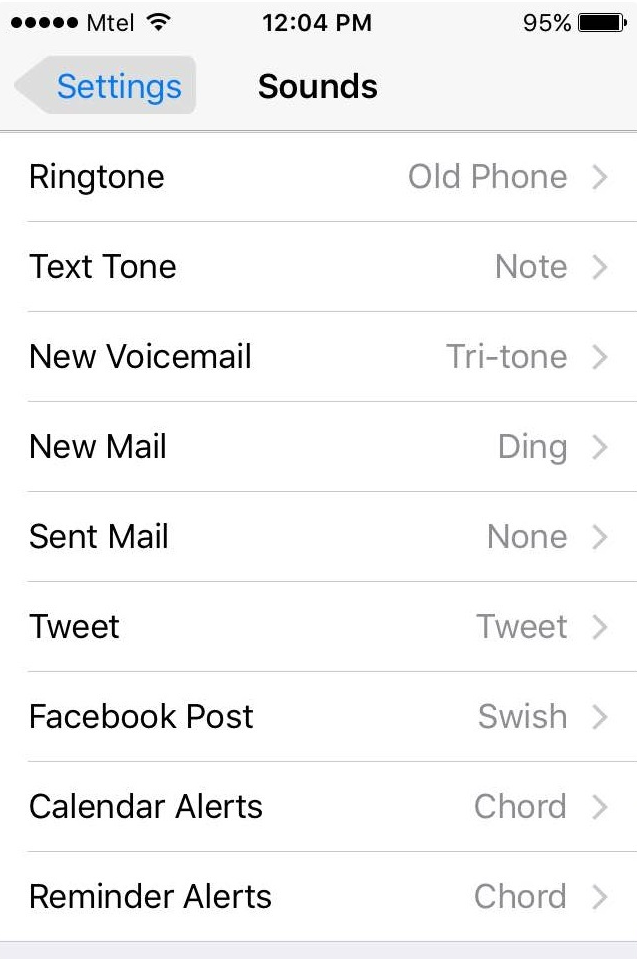 Mtel 12:04 PM 95%
Settings Sounds
Ringtone Old Phone
Text Tone Note
New Voicemail Tri-tone
New Mail Ding
Sent Mail None
Tweet Tweet
Facebook Post Swish
Calendar Alerts Chord
Reminder Alerts Chord